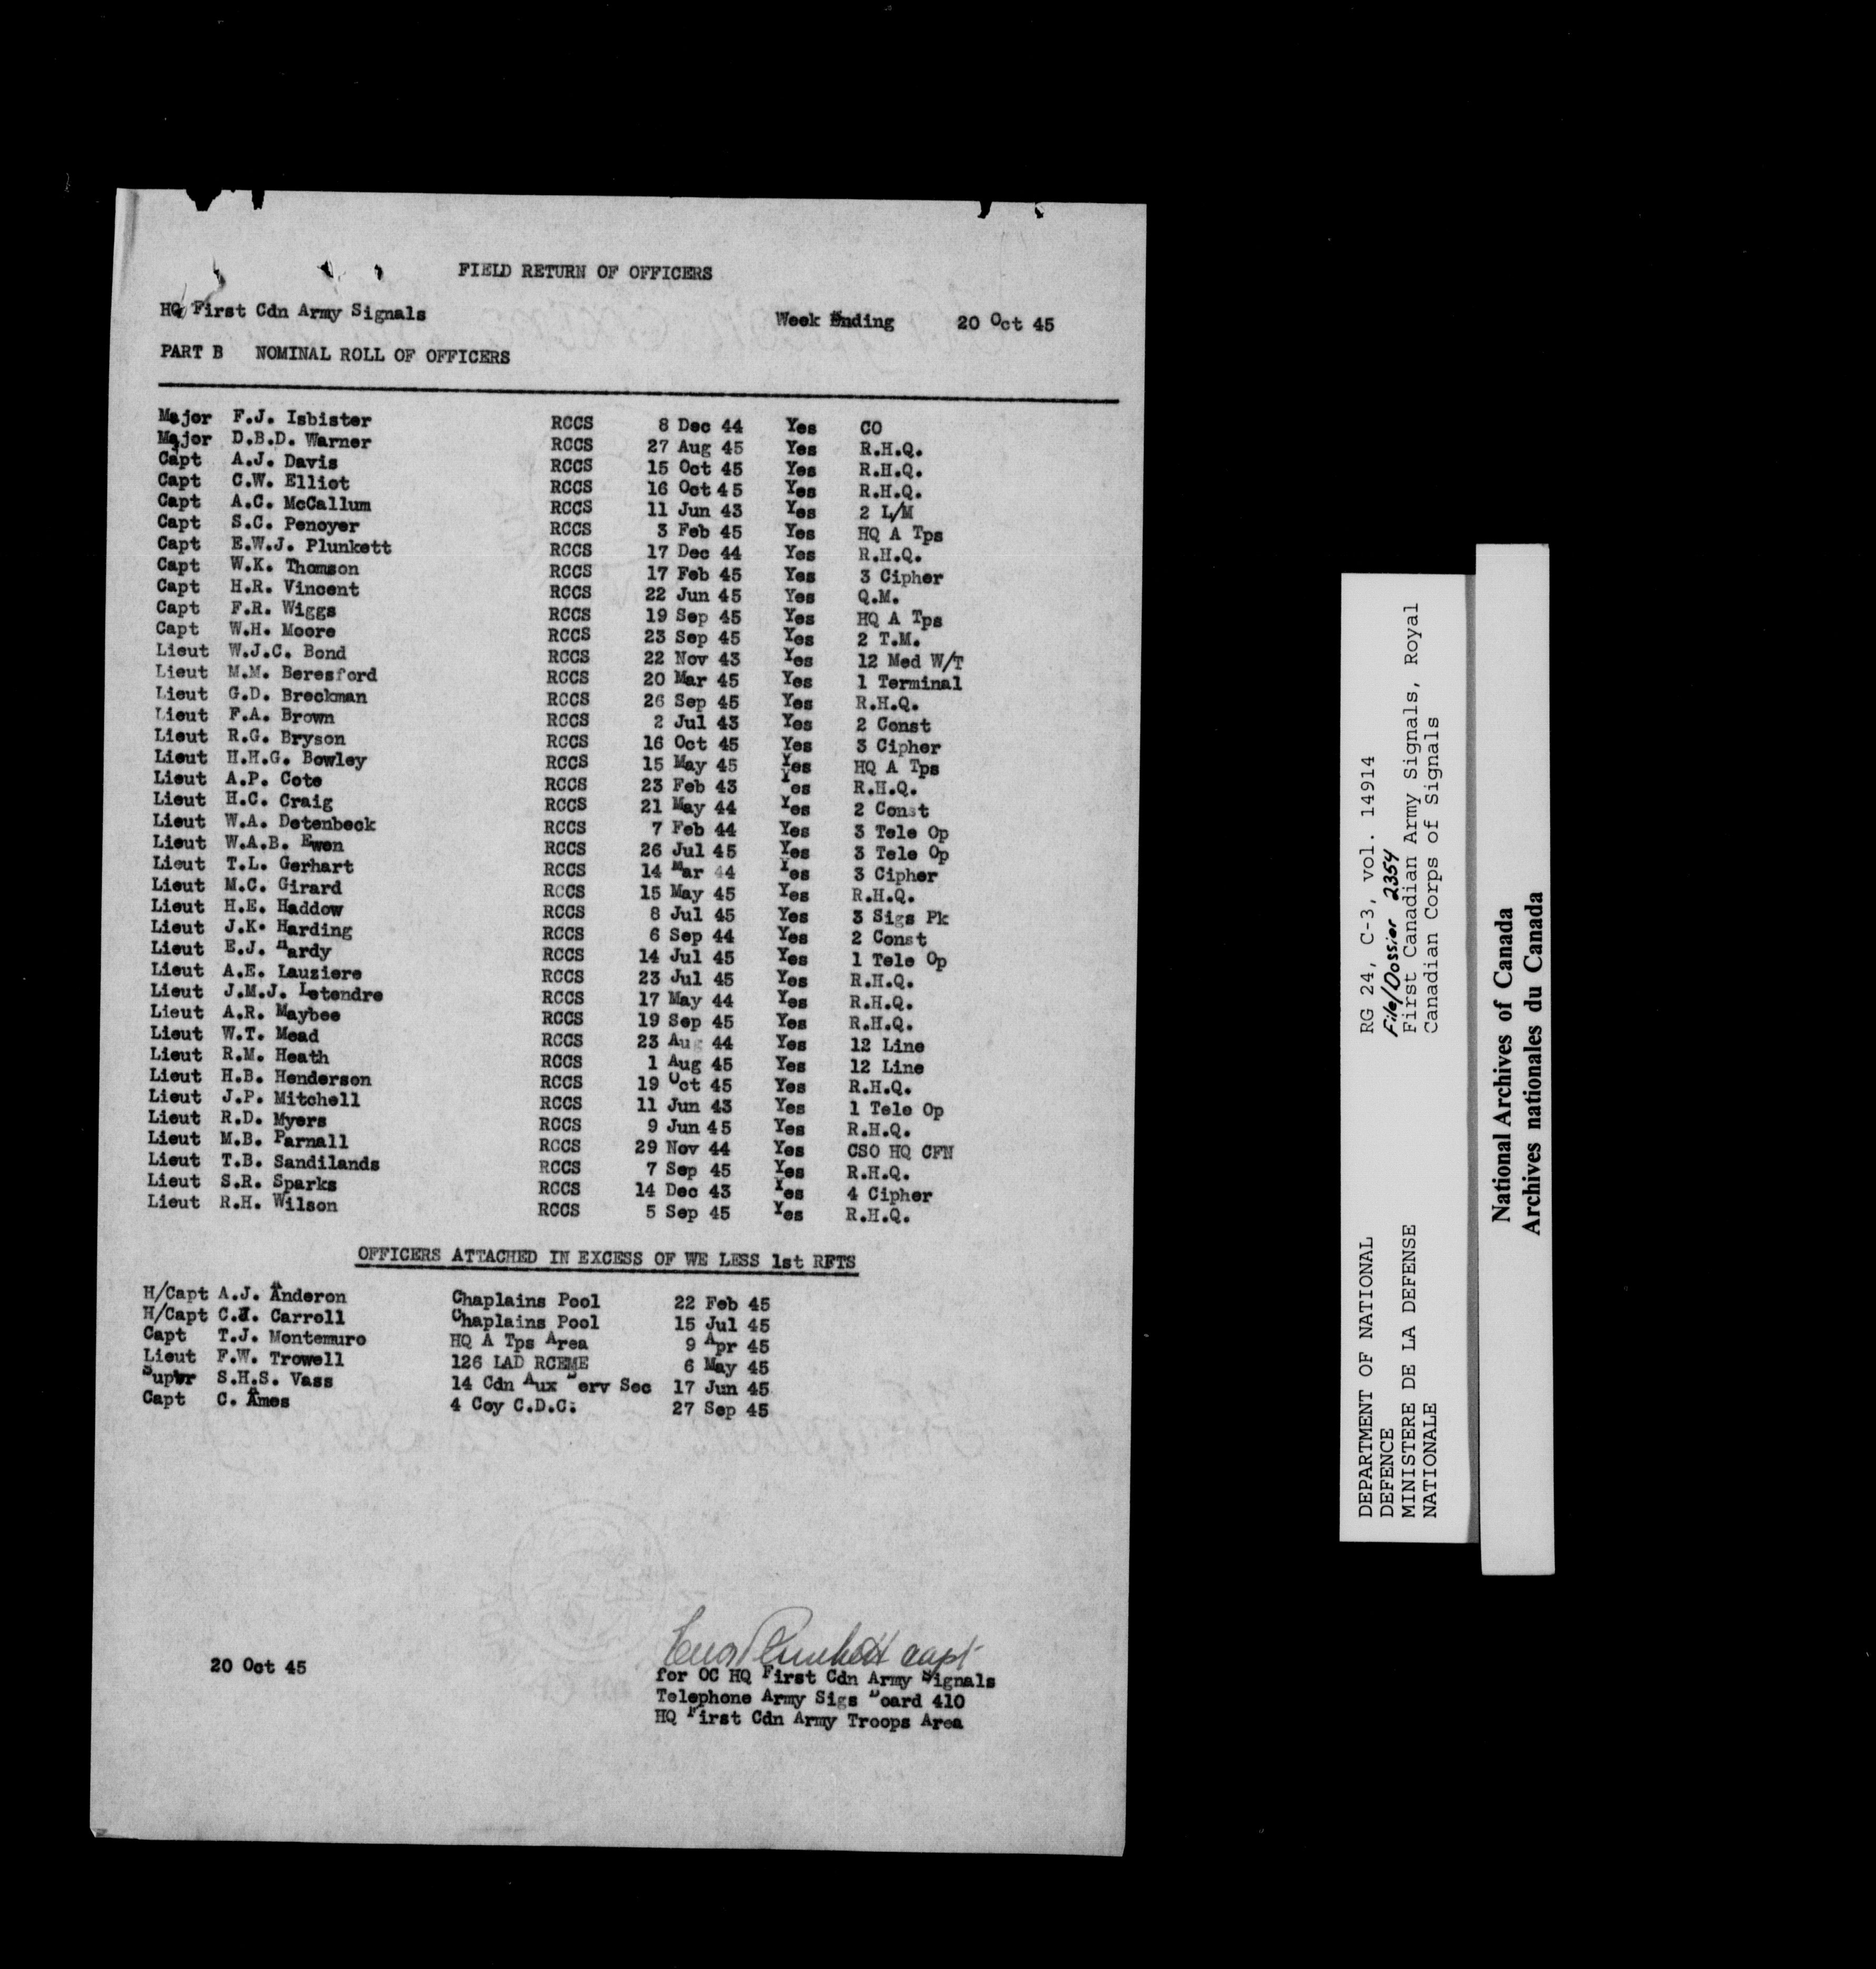 FIELD RETURN OF OFFICERS
HQ First Cdn Army Signals Week Ending 20 Oct 45
PART B NOMINAL ROLL OF OFFICERS
Major F.J. Isbister RCCS 8 Dec 44 Yes CO
Major D.B.D. Warner RCCS 27 Aug 45 Yes R.H.Q.
Capt A.J. Davis RCCS 15 Oct 45 Yes R.H.Q.
Capt C.W. Elliot RCCS 16 Oct 45 Yes R.H.Q.
Capt A.C. McCallum RCCS 11 Jun 43 Yes 2 L/M
Capt S.C. Penoyer RCCS 3 Feb 45 Yes HQ A Tps
Capt E.W.J. Plunkett RCCS 17 Dec 44 Yes R.H.Q.
Capt W.K. Thomson RCCS 17 Feb 45 Yes 3 Cipher
Capt H.R. Vincent RCCS 22 Jun 45 Yes Q.M.
Capt F.R. Wiggs RCCS 19 Sep 45 Yes HQ A Tps
Capt W.H. Moore RCCS 23 Sep 45 Yes 2 T.M.
Lieut W.J.C. Bond RCCS 22 Nov 43 Yes 12 Med W/T
Lieut M.M. Beresford RCCS 20 Mar 45 Yes 1 Terminal
Lieut G.D. Breckman RCCS 26 Sep 45 Yes R.H.Q.
Lieut F.A. Brown RCCS 2 Jul 43 Yes 2 Const
Lieut R.G. Bryson RCCS 16 Oct 45 Yes 3 Cipher
Lieut H.H.G. Bowley RCCS 15 May 45 Yes HQ A Tps
Lieut A.P. Cote RCCS 23 Feb 43 Yes R.H.Q.
Lieut H.C. Craig RCCS 21 May 44 Yes 2 Const
Lieut W.A. Detenbeck RCCS 7 Feb 44 Yes 3 Tele Op
Lieut W.A.B. Ewen RCCS 26 Jul 45 Yes 3 Tele Op
Lieut T.L. Gerhart RCCS 14 Mar 44 Yes 3 Cipher
Lieut M.C. Girard RCCS 15 May 45 Yes R.H.Q.
Lieut H.E. Haddow RCCS 8 Jul 45 Yes 3 Sigs Pk
Lieut J.K. Harding RCCS 6 Sep 44 Yes 2 Const
Lieut E.J. Hardy RCCS 14 Jul 45 Yes 1 Tele Op
Lieut A.E. Lauziere RCCS 23 Jul 45 Yes R.H.Q.
Lieut J.M.J. Letendre RCCS 17 May 44 Yes R.H.Q.
Lieut A.R. Maybee RCCS 19 Sep 45 Yes R.H.Q.
Lieut W.T. Mead RCCS 23 Aug 44 Yes 12 Line
Lieut R.M. Heath RCCS 1 Aug 45 Yes 12 Line
Lieut H.B. Henderson RCCS 19 Oct 45 Yes R.H.Q.
Lieut J.P. Mitchell RCCS 11 Jun 43 Yes 1 Tele Op
Lieut R.D. Myers RCCS 9 Jun 45 Yes R.H.Q.
Lieut M.B. Parnall RCCS 29 Nov 44 Yes CSO HQ CFN
Lieut T.B. Sandilands RCCS 7 Sep 45 Yes R.H.Q.
Lieut S.R. Sparks RCCS 14 Dec 43 Yes 4 Cipher
Lieut R.H. Wilson RCCS 5 Sep 45 Yes R.H.Q.
OFFICERS ATTACHED IN EXCESS OF WE LESS 1st RFTS
H/Capt A.J. Anderon Chaplains Pool 22 Feb 45
H/Capt Carroll Chaplains Pool 15 Jul 45
Capt T.J. Montemuro HQ A Tps Area 9 Apr 45
Lieut F.W. Trowell 126 LAD RCEME 6 May 45
Supvr S.H.S. Vass 14 Cdn Aux Serv Sec 17 Jun 45
Capt C. Ames 4 Coy C.D.C. 27 Sep 45
20 Oct 45
Plunkett Capt
for OC HQ First Cdn Army Signals
Telephone Army Sigs Board 410
HQ First Cdn Army Troops Area
DEPARTMENT OF NATIONAL DEFENCE
MINISTERE DE LA DEFENSE NATIONALE
RG 24, C-3, vol. 14914
File/Dossier 2354
First Canadian Army Signals, Royal
Canadian Corps of Signals
National Archives of Canada
Archives nationales du Canada